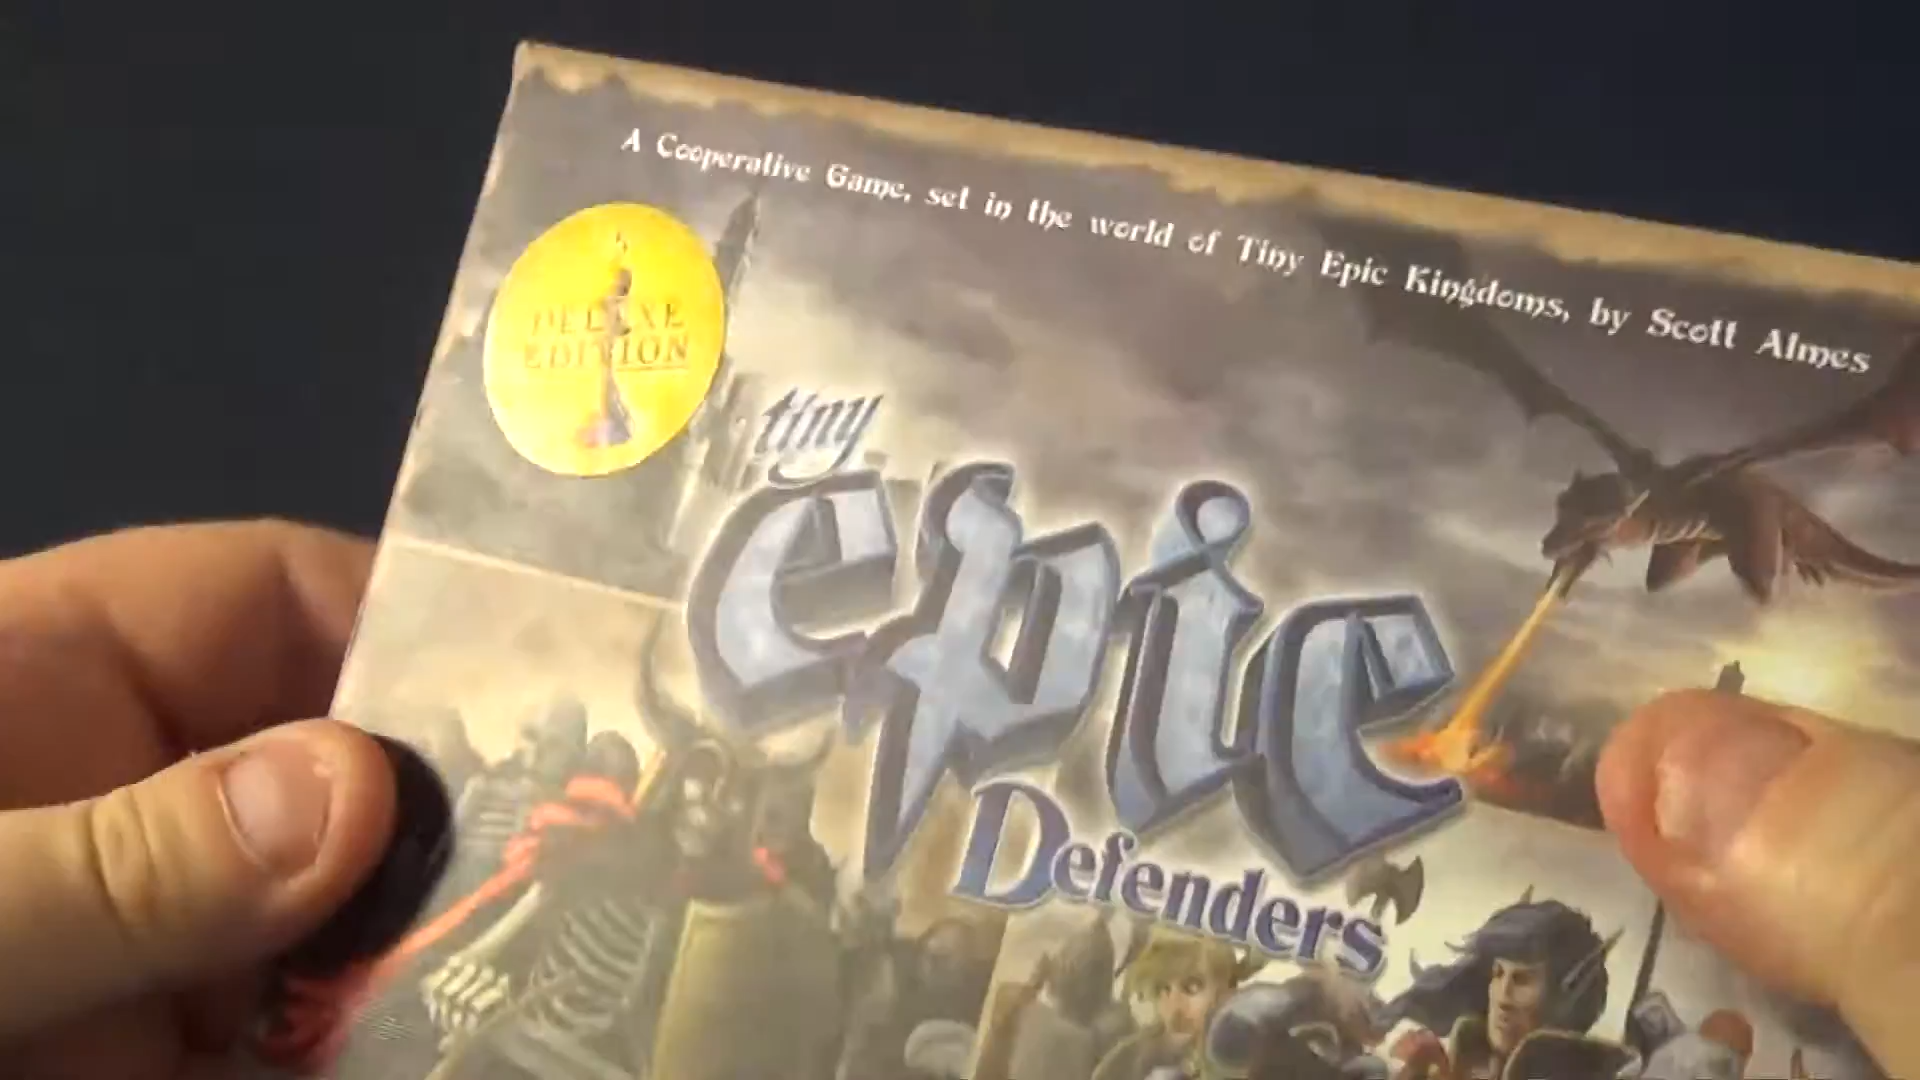 A Cooperative Game, set in the world of Tiny Epic Kingdoms, by Scott Almes
DELUXE
EDITION
tiny
epic
Defenders